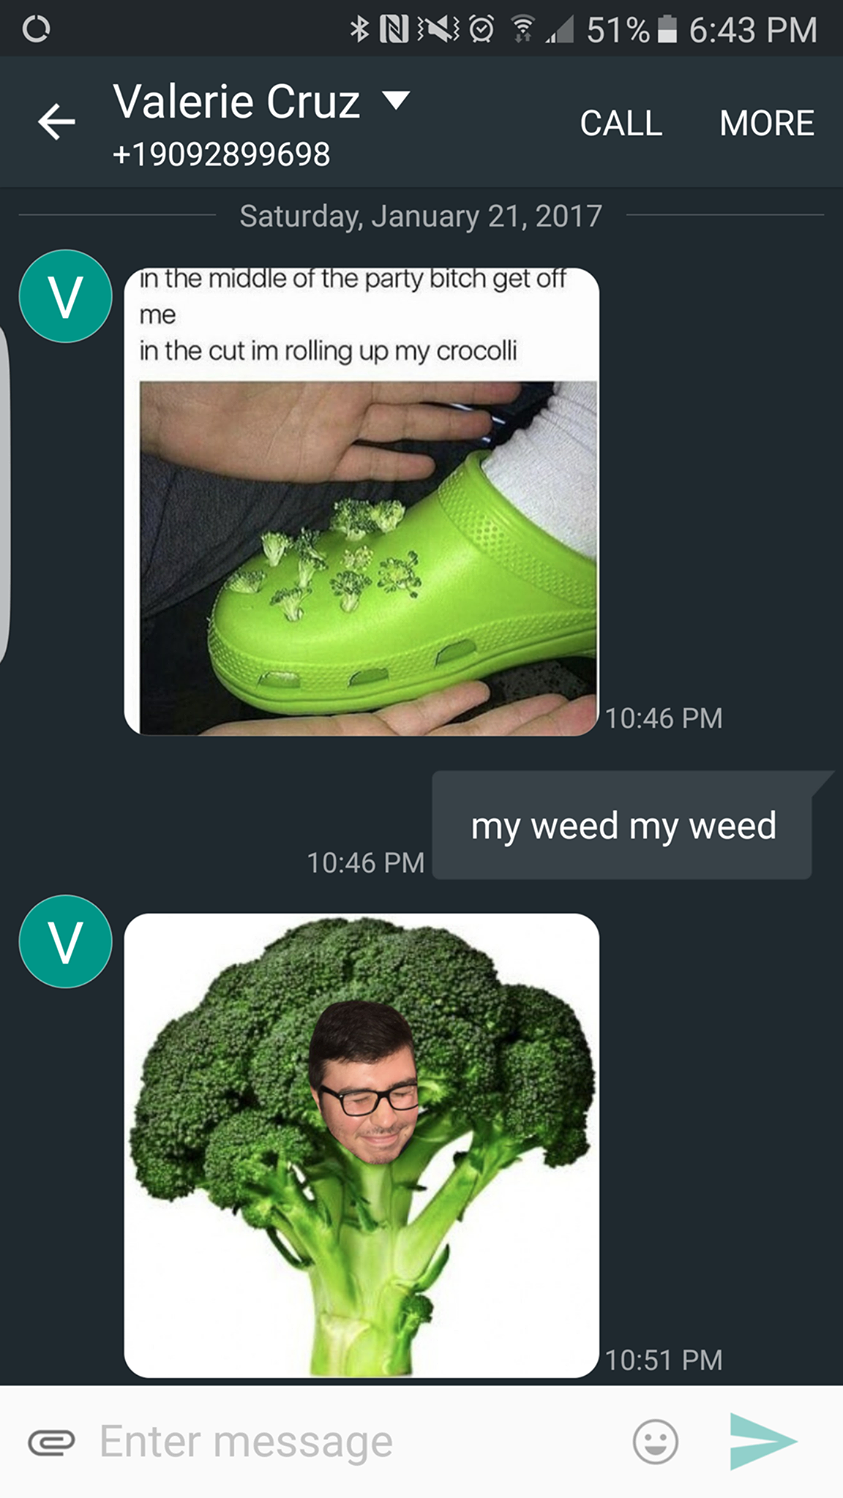 51% 6:43 PM
Valerie Cruz
+19092899698
CALL MORE
Saturday, January 21, 2017
V
in the middle of the party bitch get off
me
in the cut im rolling up my crocolli
10:46 PM
my weed my weed
10:46 PM
V
10:51 PM
Enter message